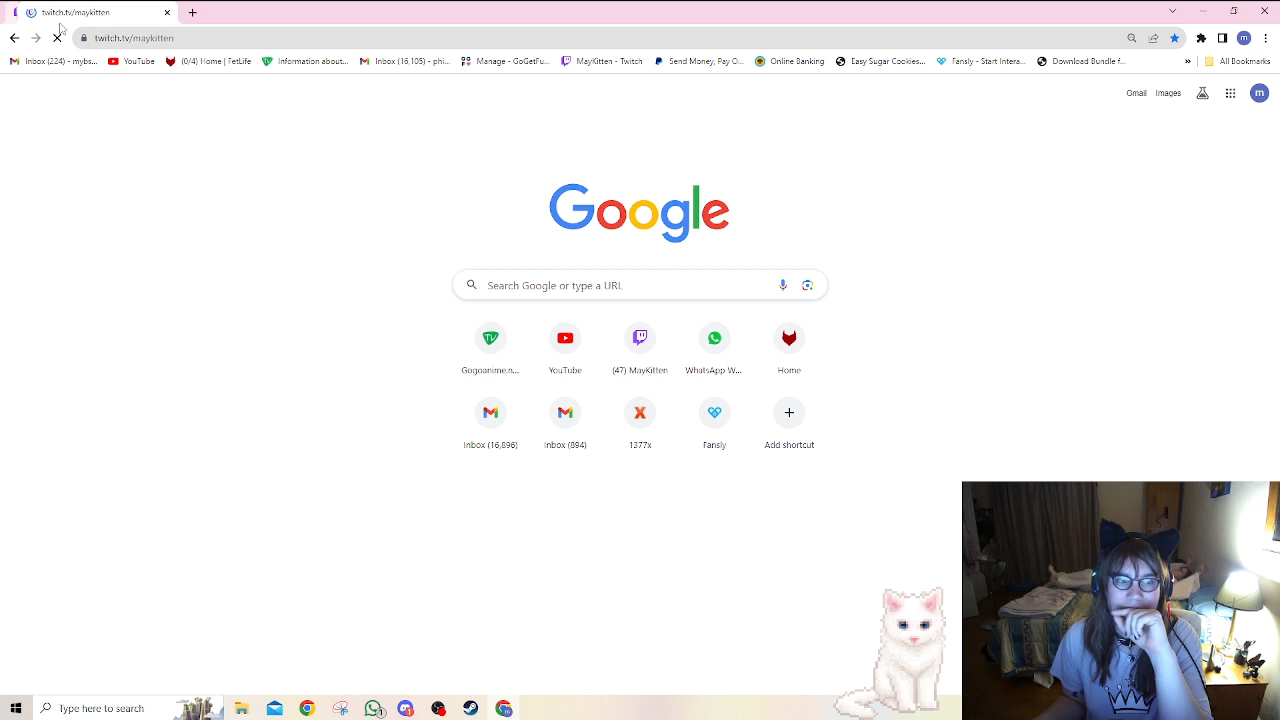 twitch.tv/maykitten
twitch.tv/maykitten
Inbox (224) - mybs... YouTube (0/4) Home | FetLife Information about... Inbox (16,105) - phi... Manage - GoGetFu... MayKitten - Twitch Send Money, Pay O... Online Banking Easy Sugar Cookies... Fansly - Start Intera... Download Bundle f... » All Bookmarks
m
Gmail Images m
Google
Search Google or type a URL
TV
Gogoanime.n... YouTube (47) MayKitten WhatsApp W... Home
Inbox (16,896) Inbox (894) 1377x Fansly Add shortcut
Type here to search